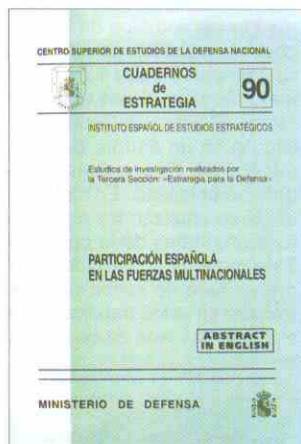 CENTRO SUPERIOR DE ESTUDIOS DE LA DEFENSA NACIONAL
CUADERNOS
de
ESTRATEGIA
90
INSTITUTO ESPAÑOL DE ESTUDIOS ESTRATÉGICOS
Estudios de investigación realizados por
la Tercera Sección: «Estrategia para la Defensa»
PARTICIPACIÓN ESPAÑOLA
EN LAS FUERZAS MULTINACIONALES
ABSTRACT
IN ENGLISH
MINISTERIO DE DEFENSA